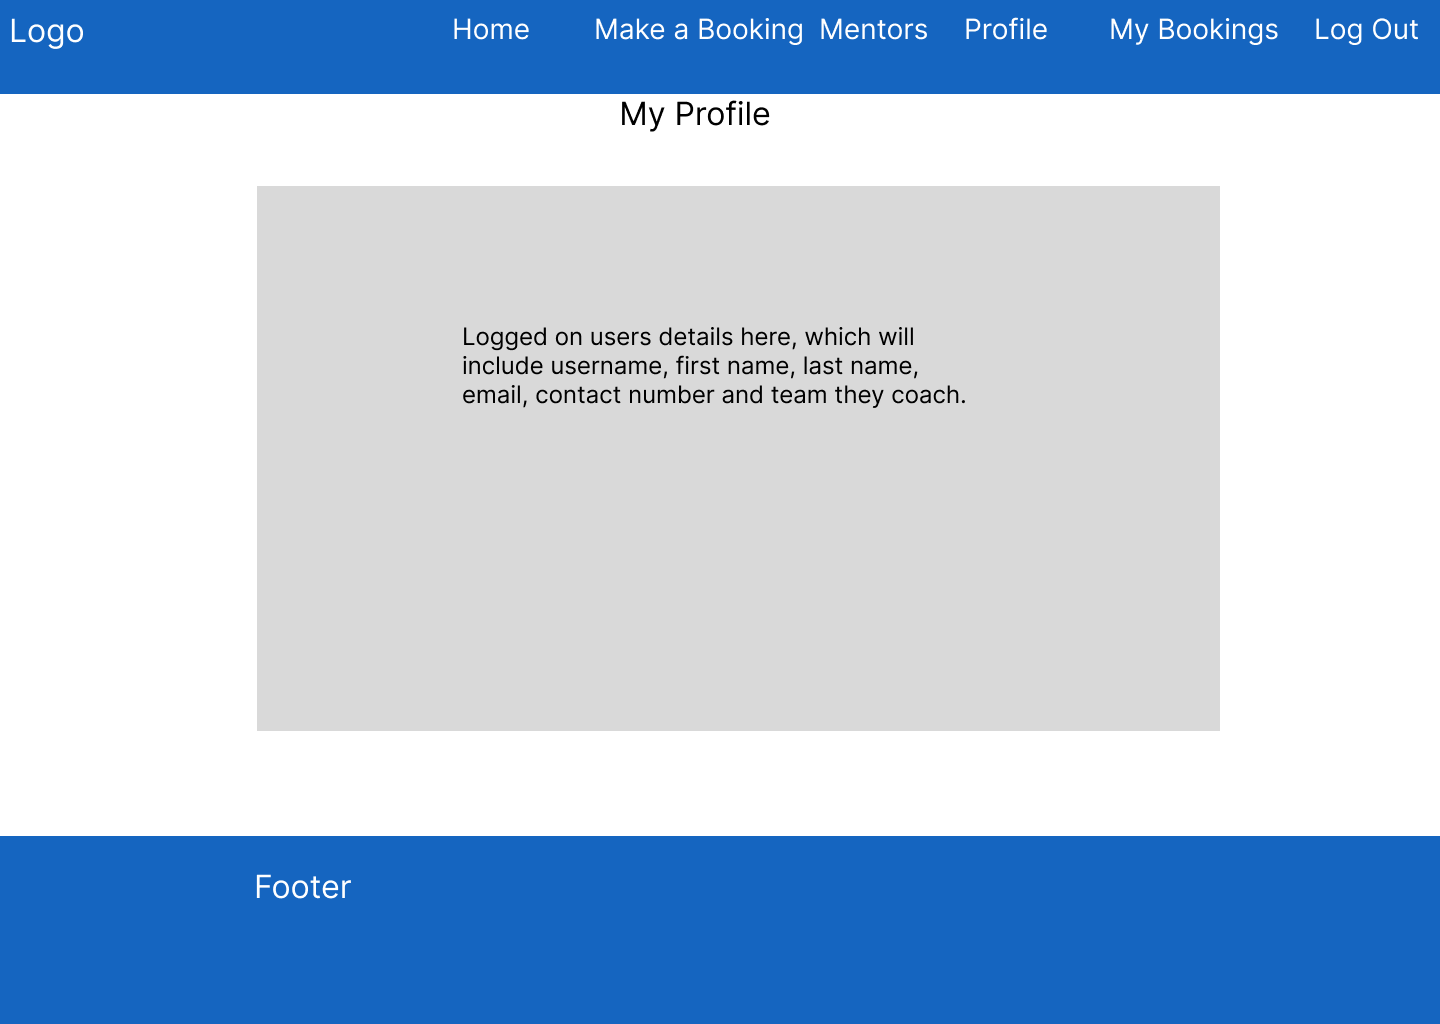 Logo Home Make a Booking Mentors Profile My Bookings Log Out
My Profile
Logged on users details here, which will
include username, first name, last name,
email, contact number and team they coach.
Footer